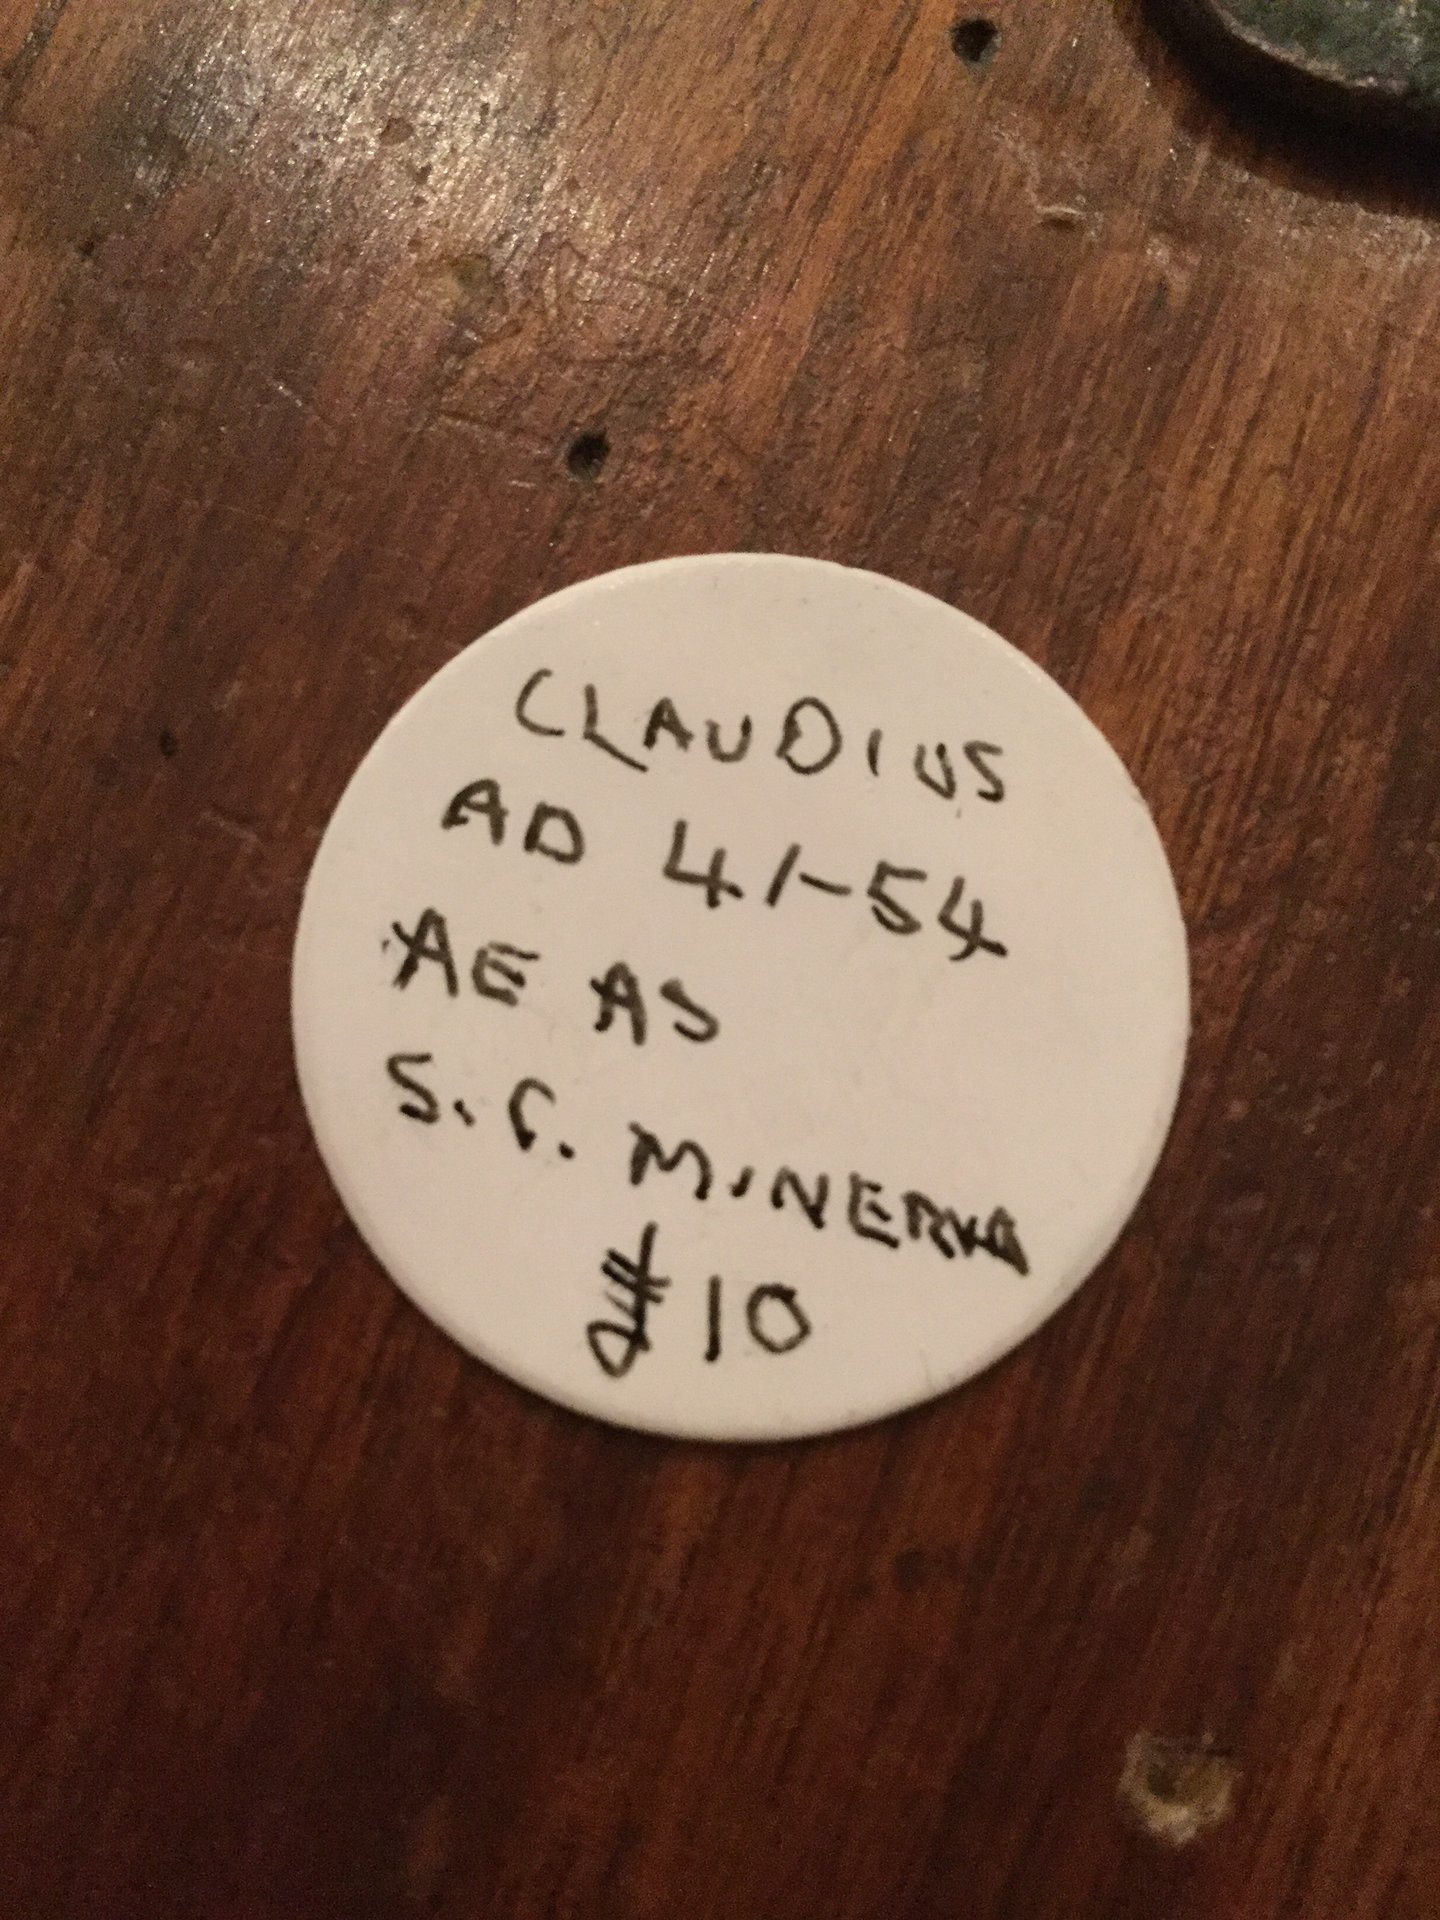 CLAUDIUS
AD 41-54
AE AS
S.C. MINERVA
$10